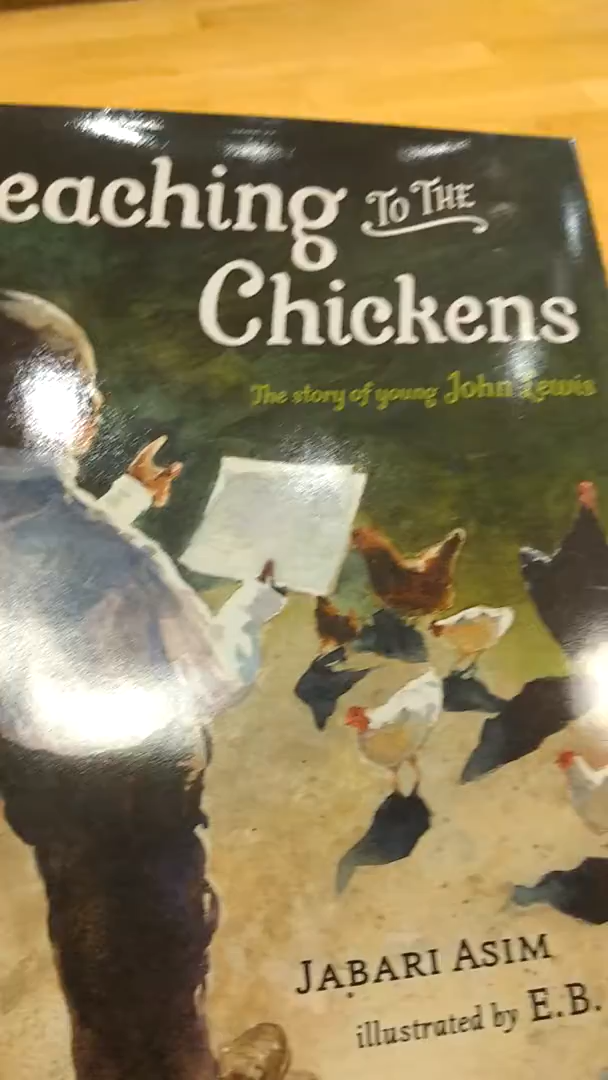 eaching TO THE
Chickens
The story of young John Lewis
JABARI ASIM
illustrated by E.B.